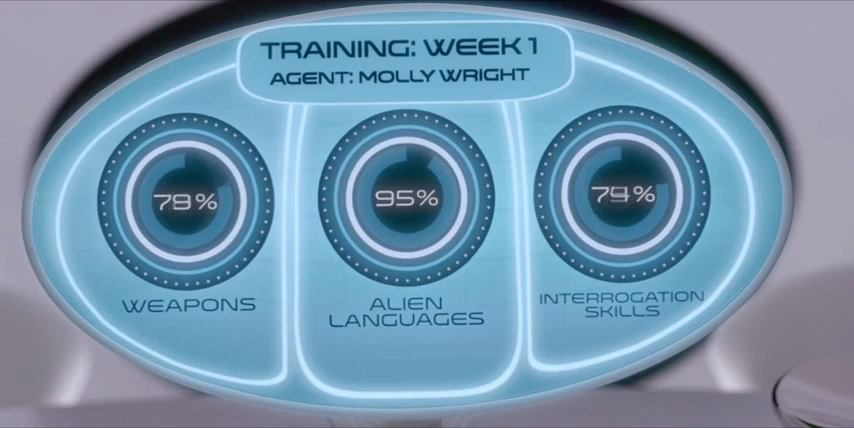 TRAINING: WEEK 1
AGENT: MOLLY WRIGHT
95%
WEAPONS
ALIEN
LANGUAGES
INTERROGATION
SKILLS